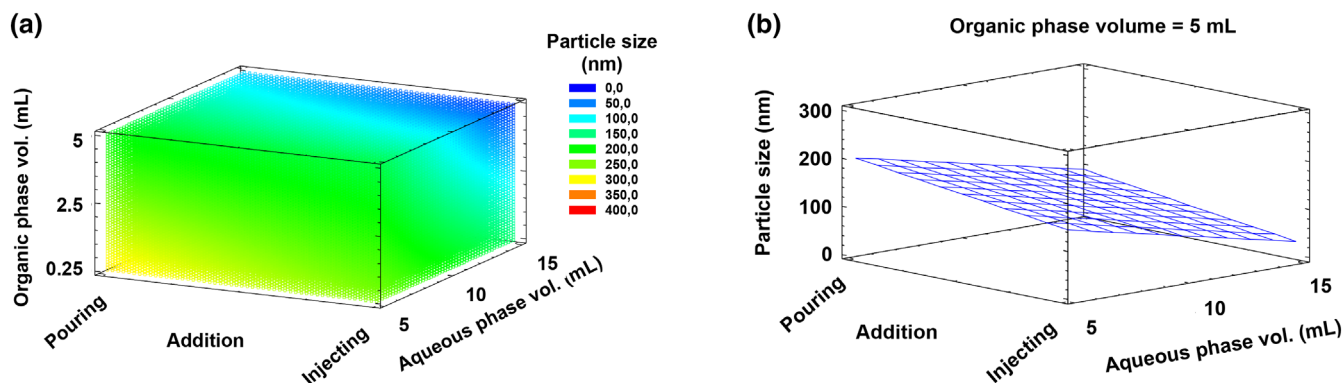 (a)
Particle size
(nm)
0,0
50,0
100,0
150,0
200,0
250,0
300,0
350,0
400,0
Organic phase vol. (mL)
5
2.5
0.25
Pouring
Addition
Injecting
5
10
15
Aqueous phase vol. (mL)
(b)
Organic phase volume = 5 mL
Particle size (nm)
300
200
100
0
Pouring
Addition
Injecting
5
10
15
Aqueous phase vol. (mL)